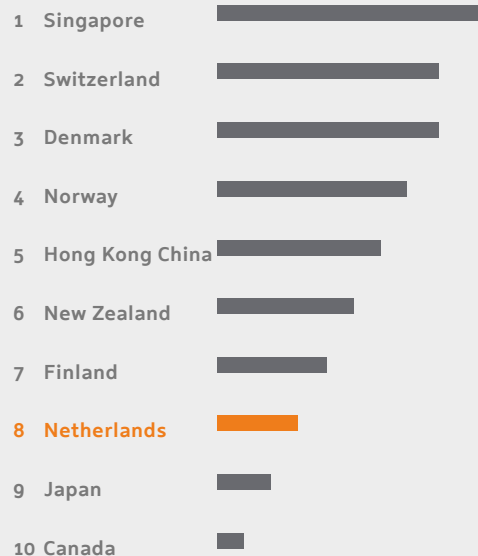 1 Singapore
2 Switzerland
3 Denmark
4 Norway
5 Hong Kong China
6 New Zealand
7 Finland
8 Netherlands
9 Japan
10 Canada